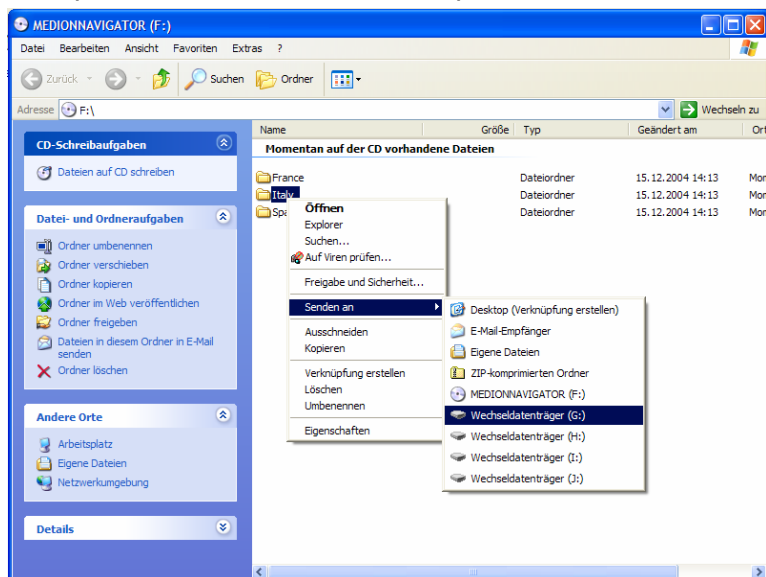 MEDIONNAVIGATOR (F:)
Datei Bearbeiten Ansicht Favoriten Extras ?
Zurück Suchen Ordner
Adresse F:\ Wechseln zu
Name Größe Typ Geändert am Ort
Momentan auf der CD vorhandene Dateien
France Dateiordner 15.12.2004 14:13 Mor
Italy Dateiordner 15.12.2004 14:13 Mor
Spa Dateiordner 15.12.2004 14:13 Mor
CD-Schreibaufgaben
Dateien auf CD schreiben
Datei- und Ordneraufgaben
Ordner umbenennen
Ordner verschieben
Ordner kopieren
Ordner im Web veröffentlichen
Ordner freigeben
Dateien in diesem Ordner in E-Mail
senden
Ordner löschen
Andere Orte
Arbeitsplatz
Eigene Dateien
Netzwerkumgebung
Details
Öffnen
Explorer
Suchen...
Auf Viren prüfen...
Freigabe und Sicherheit...
Senden an
Ausschneiden
Kopieren
Verknüpfung erstellen
Löschen
Umbenennen
Eigenschaften
Desktop (Verknüpfung erstellen)
E-Mail-Empfänger
Eigene Dateien
ZIP-komprimierten Ordner
MEDIONNAVIGATOR (F:)
Wechseldatenträger (G:)
Wechseldatenträger (H:)
Wechseldatenträger (I:)
Wechseldatenträger (J:)